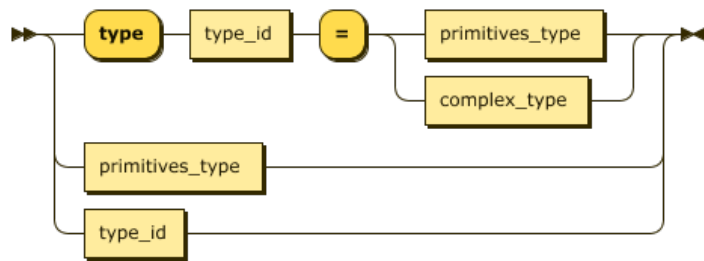 type type_id = primitives_type
complex_type
primitives_type
type_id